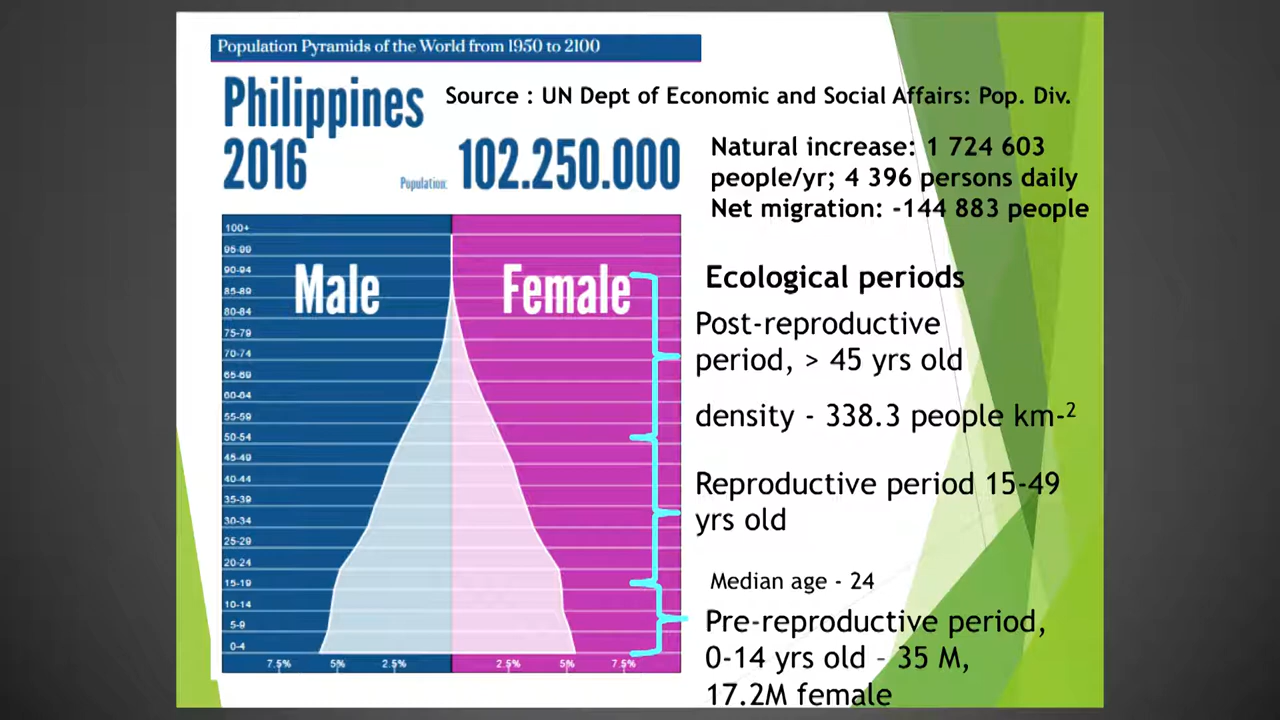 Population Pyramids of the World from 1950 to 2100
Philippines
2016
Population: 102.250.000
Source : UN Dept of Economic and Social Affairs: Pop. Div.
Natural increase: 1 724 603
people/yr; 4 396 persons daily
Net migration: -144 883 people
Male
Female
100+
95-99
90-94
85-89
80-84
75-79
70-74
65-69
60-64
55-59
50-54
45-49
40-44
35-39
30-34
25-29
20-24
15-19
10-14
5-9
0-4
7.5% 5% 2.5% 2.5% 5% 7.5%
Ecological periods
Post-reproductive
period, > 45 yrs old
density - 338.3 people km-²
Reproductive period 15-49
yrs old
Median age - 24
Pre-reproductive period,
0-14 yrs old – 35 M,
17.2M female